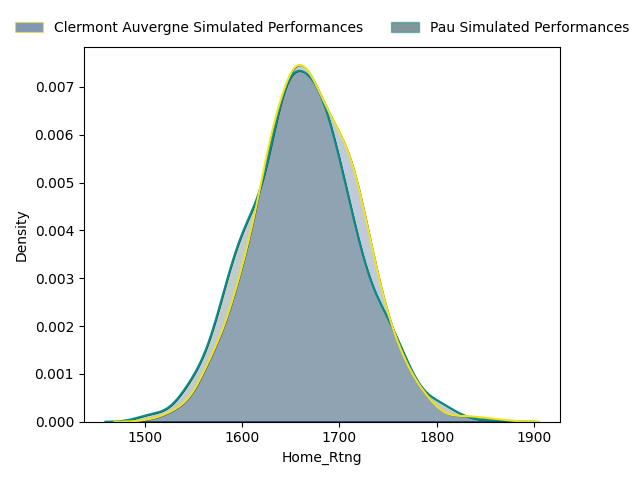 Clermont Auvergne Simulated Performances Pau Simulated Performances
0.007
0.006
0.005
0.004
0.003
0.002
0.001
0.000
Density
1500 1600 1700 1800 1900
Home_Rtng